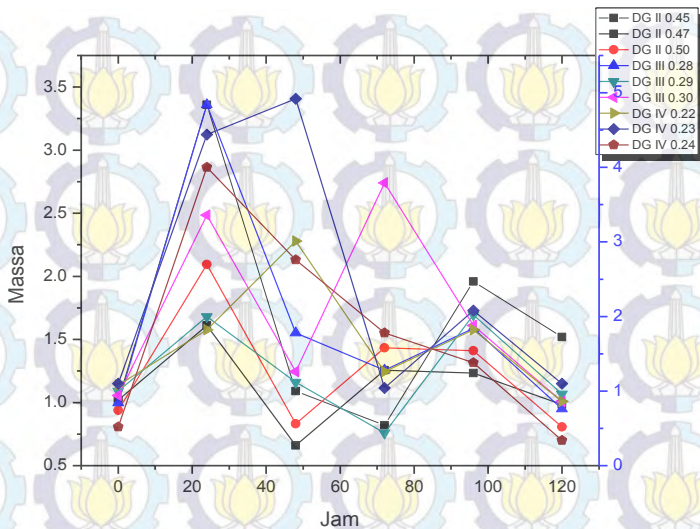 DG II 0.45
DG II 0.47
DG II 0.50
DG III 0.28
DG III 0.29
DG III 0.30
DG IV 0.22
DG IV 0.23
DG IV 0.24
3.5
3.0
2.5
2.0
1.5
1.0
0.5
Massa
5
4
3
2
1
0
0 20 40 60 80 100 120
Jam